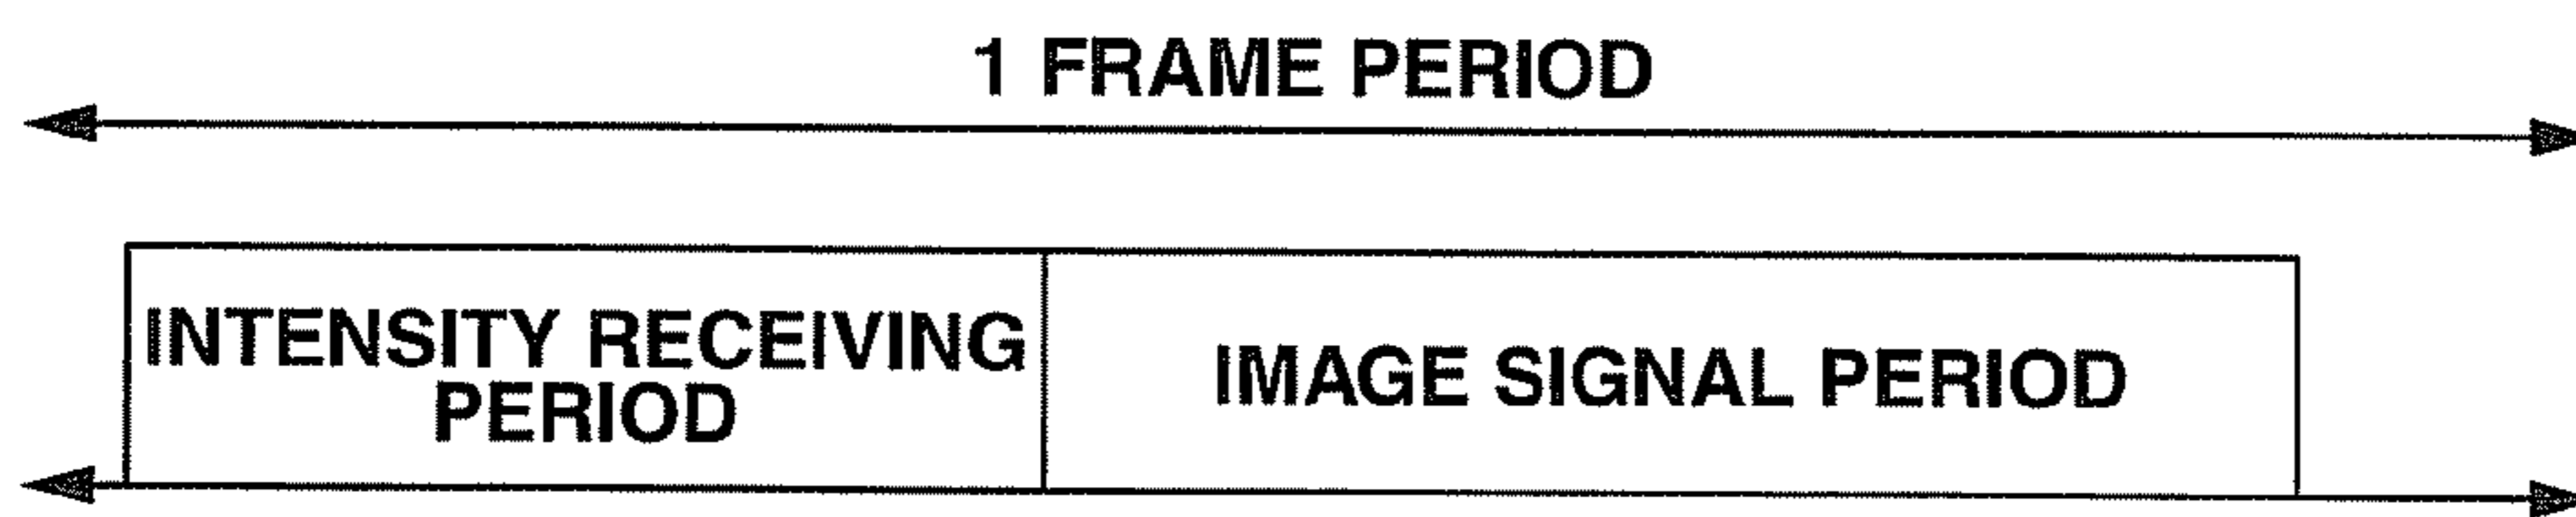 1 FRAME PERIOD
INTENSITY RECEIVING
PERIOD
IMAGE SIGNAL PERIOD